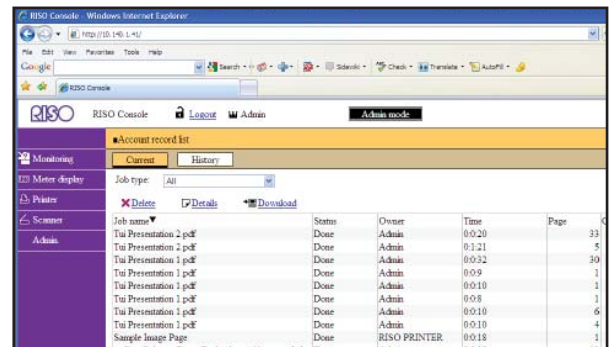 RISO Console - Windows Internet Explorer
http://10.140.1.41/
File Edit View Favorites Tools Help
Google Search Sidewiki Check Translate AutoFill
RISO Console
RISO RISO Console Logout Admin Admin mode
Account record list
Monitoring Current History
Meter display Job type: All
Printer Delete Details Download
Scanner Job name Status Owner Time Page
Admin. Tui Presentation 2.pdf Done Admin 0:0:20 33
Tui Presentation 2.pdf Done Admin 0:1:21 5
Tui Presentation 1.pdf Done Admin 0:0:32 30
Tui Presentation 1.pdf Done Admin 0:0:9 1
Tui Presentation 1.pdf Done Admin 0:0:10 1
Tui Presentation 1.pdf Done Admin 0:0:8 1
Tui Presentation 1.pdf Done Admin 0:0:10 6
Tui Presentation 1.pdf Done Admin 0:0:10 4
Sample Image Page Done RISO PRINTER 0:0:18 1